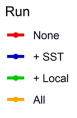 Run
None
+ SST
+ Local
All